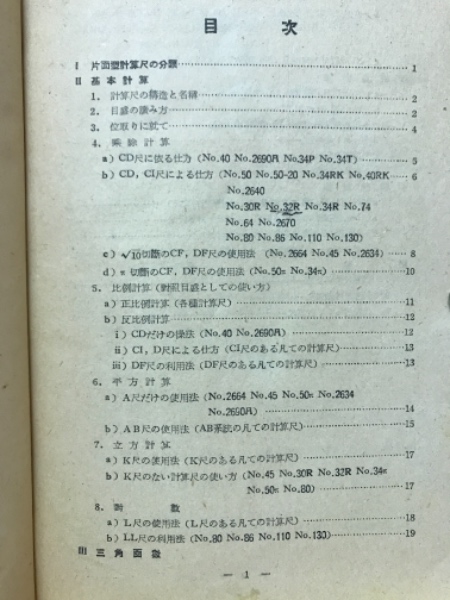 目次
I 片面型計算尺の分類 1
II 基本計算
1. 計算尺の構造と名称 2
2. 目盛の読み方 2
3. 位取りに就て 4
4. 乗除計算
a) CD尺に依る仕方 (No.40 No.2690A No.34P No.34T) 5
b) CD, CI尺による仕方 (No.50 No.50-20 No.34RK No.40RK 6
No.2640
No.30R No.32R No.34R No.74
No.64 No.2670
No.80 No.86 No.110 No.130)
c) √10切断のCF, DF尺の使用法 (No.2664 No.45 No.2634) 8
d) π切断のCF, DF尺の使用法 (No.50π No.34π) 10
5. 比例計算 (対照目盛としての使い方)
a) 正比例計算 (各種計算尺) 11
b) 反比例計算 12
i) CDだけの操法 (No.40 No.2690A) 12
ii) CI, D尺による仕方 (CI尺のある凡ての計算尺) 13
iii) DF尺の利用法 (DF尺のある凡ての計算尺) 13
6. 平方計算
a) A尺だけの使用法 (No.2664 No.45 No.50π No.2634
No.2690A) 14
b) AB尺の使用法 (AB系統の凡ての計算尺) 15
7. 立方計算
a) K尺の使用法 (K尺のある凡ての計算尺) 17
b) K尺のない計算尺の使い方 (No.45 No.30R No.32R No.34π
No.50π No.80) 17
8. 対数
a) L尺の使用法 (L尺のある凡ての計算尺) 18
b) LL尺の利用法 (No.80 No.86 No.110 No.130) 19
III 三角函数
— 1 —